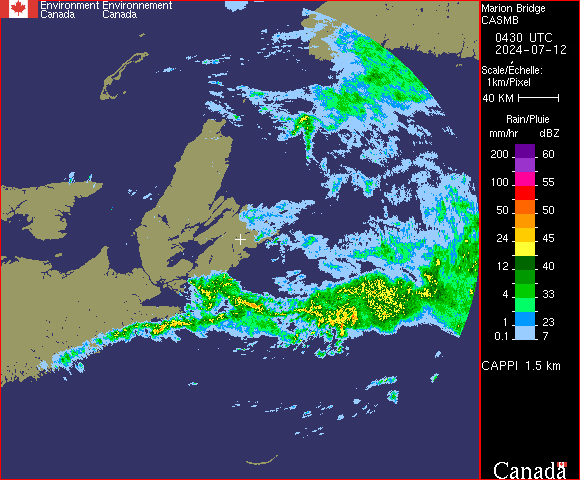 Environment Environnement
Canada Canada
Marion Bridge
CASMB
0430 UTC
2024-07-12
Scale/Échelle:
1km/Pixel
40 KM
Rain/Pluie
mm/hr dBZ
200 60
100 55
50 50
24 45
12 40
4 33
1 23
0.1 7
CAPPI 1.5 km
Canada